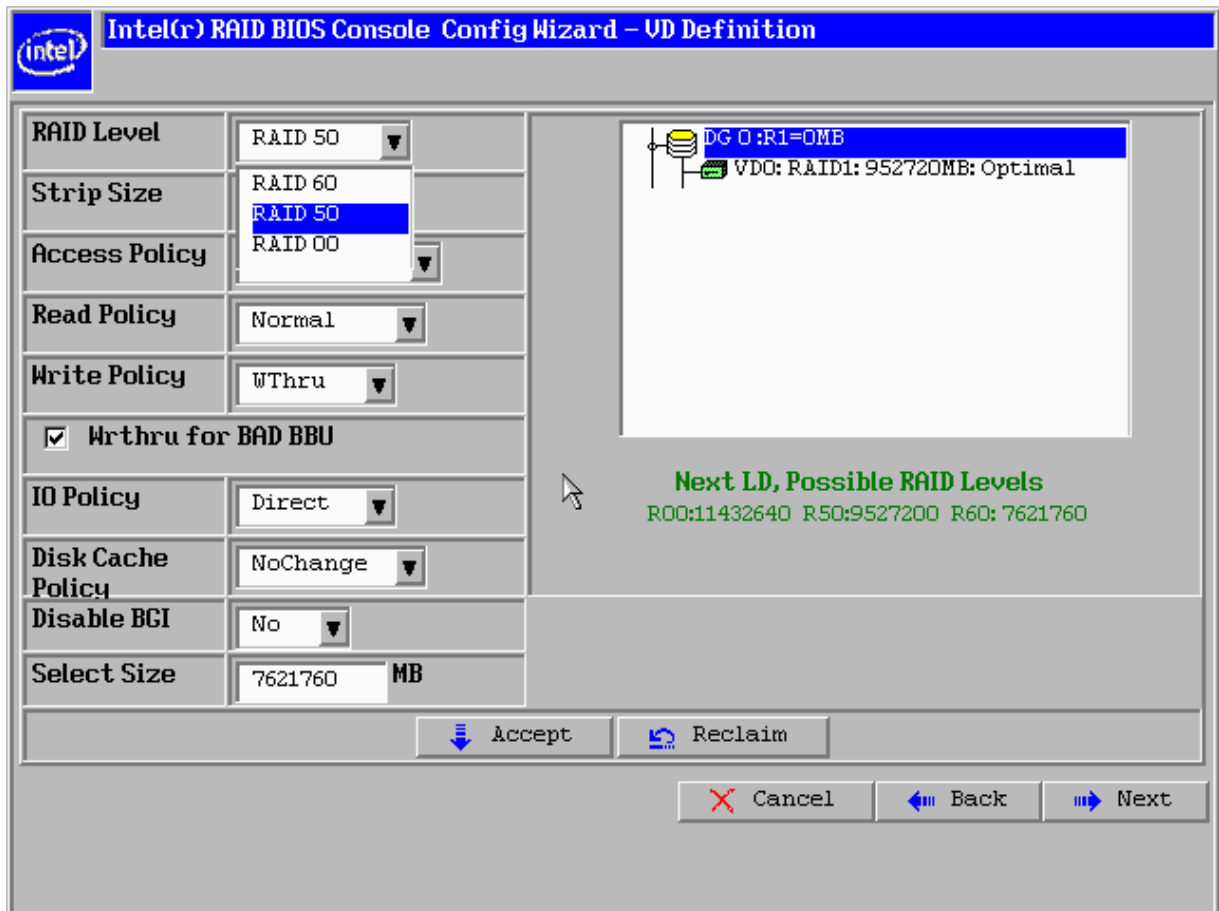 Intel(r) RAID BIOS Console Config Wizard – VD Definition
intel
RAID Level
RAID 50
RAID 60
RAID 50
RAID 00
Strip Size
Access Policy
Read Policy
Normal
Write Policy
WThru
Wrthru for BAD BBU
IO Policy
Direct
Disk Cache
Policy
NoChange
Disable BGI
No
Select Size
7621760 MB
DG 0 :R1=0MB
VD0: RAID1: 952720MB: Optimal
Next LD, Possible RAID Levels
R00:11432640 R50:9527200 R60: 7621760
Accept
Reclaim
Cancel
Back
Next